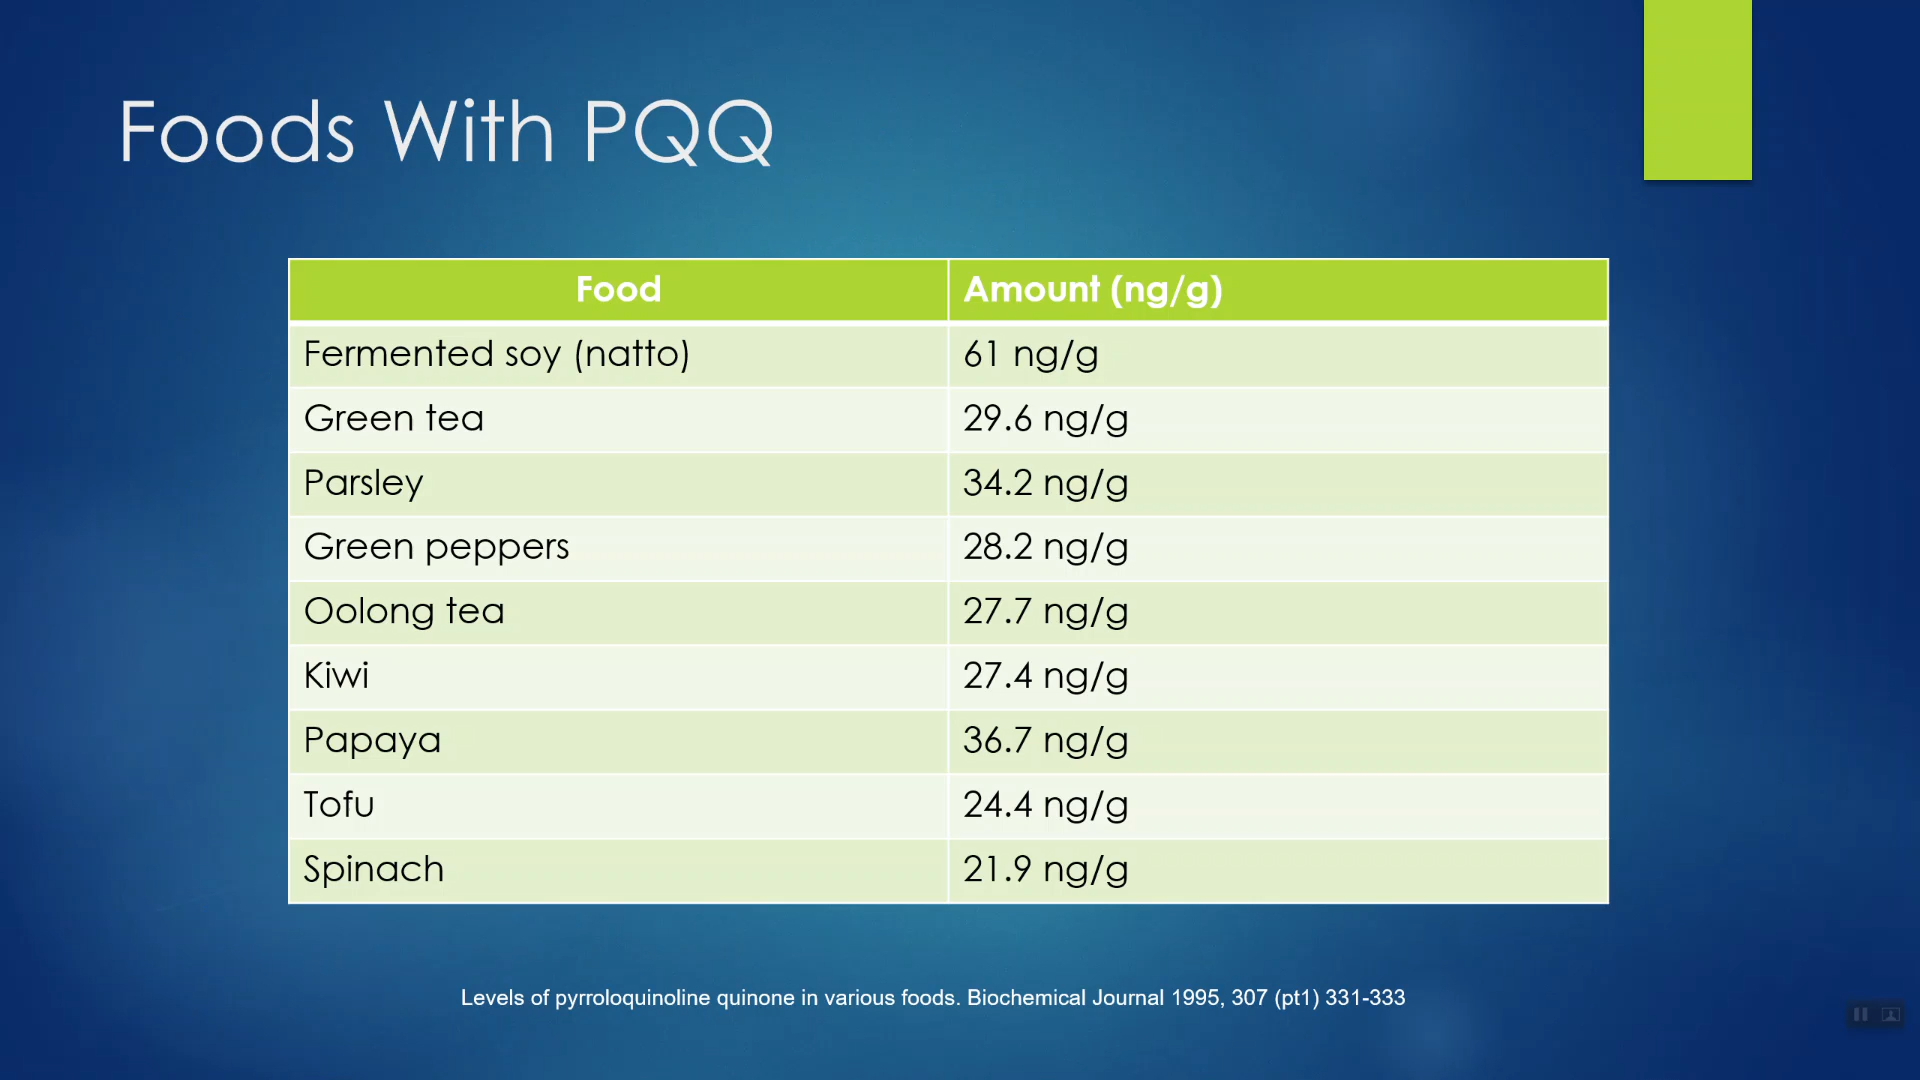 Foods With PQQ
Food Amount (ng/g)
Fermented soy (natto) 61 ng/g
Green tea 29.6 ng/g
Parsley 34.2 ng/g
Green peppers 28.2 ng/g
Oolong tea 27.7 ng/g
Kiwi 27.4 ng/g
Papaya 36.7 ng/g
Tofu 24.4 ng/g
Spinach 21.9 ng/g
Levels of pyrroloquinoline quinone in various foods. Biochemical Journal 1995, 307 (pt1) 331-333